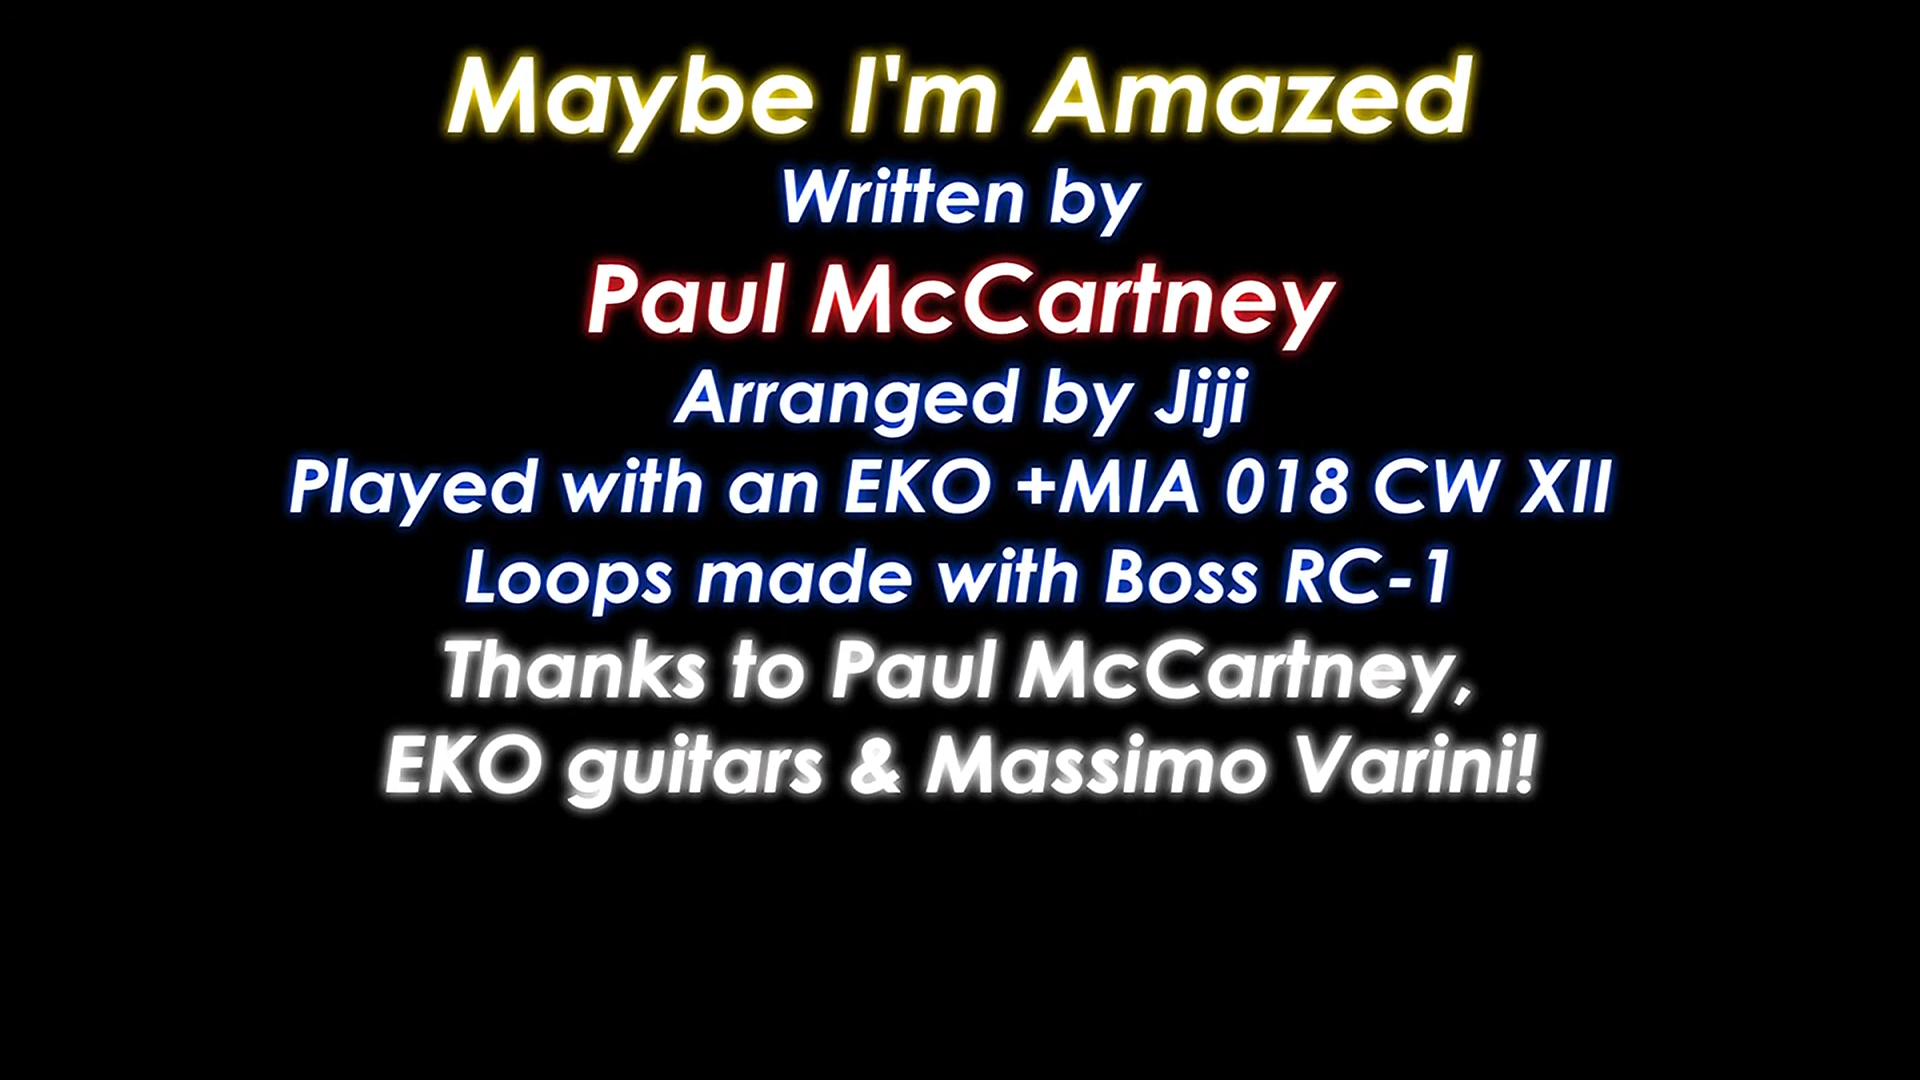 Maybe I'm Amazed
Written by
Paul McCartney
Arranged by Jiji
Played with an EKO +MIA 018 CW XII
Loops made with Boss RC-1
Thanks to Paul McCartney,
EKO guitars & Massimo Varini!